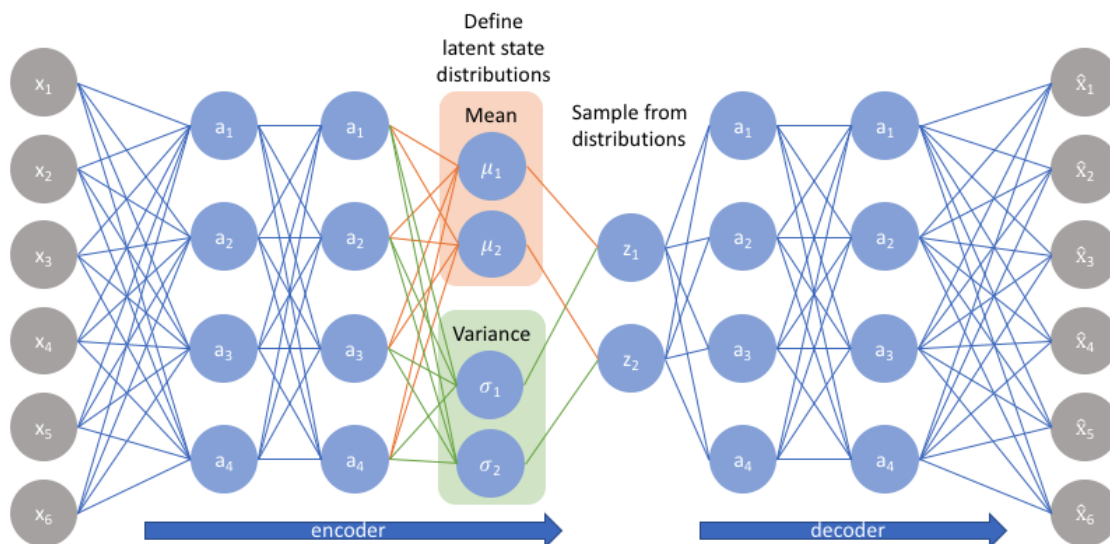 Define
latent state
distributions
Mean
Sample from
distributions
Variance
x₁
x₂
x₃
x₄
x₅
x₆
a₁
a₂
a₃
a₄
a₁
a₂
a₃
a₄
μ₁
μ₂
σ₁
σ₂
z₁
z₂
a₁
a₂
a₃
a₄
a₁
a₂
a₃
a₄
x̂₁
x̂₂
x̂₃
x̂₄
x̂₅
x̂₆
encoder
decoder